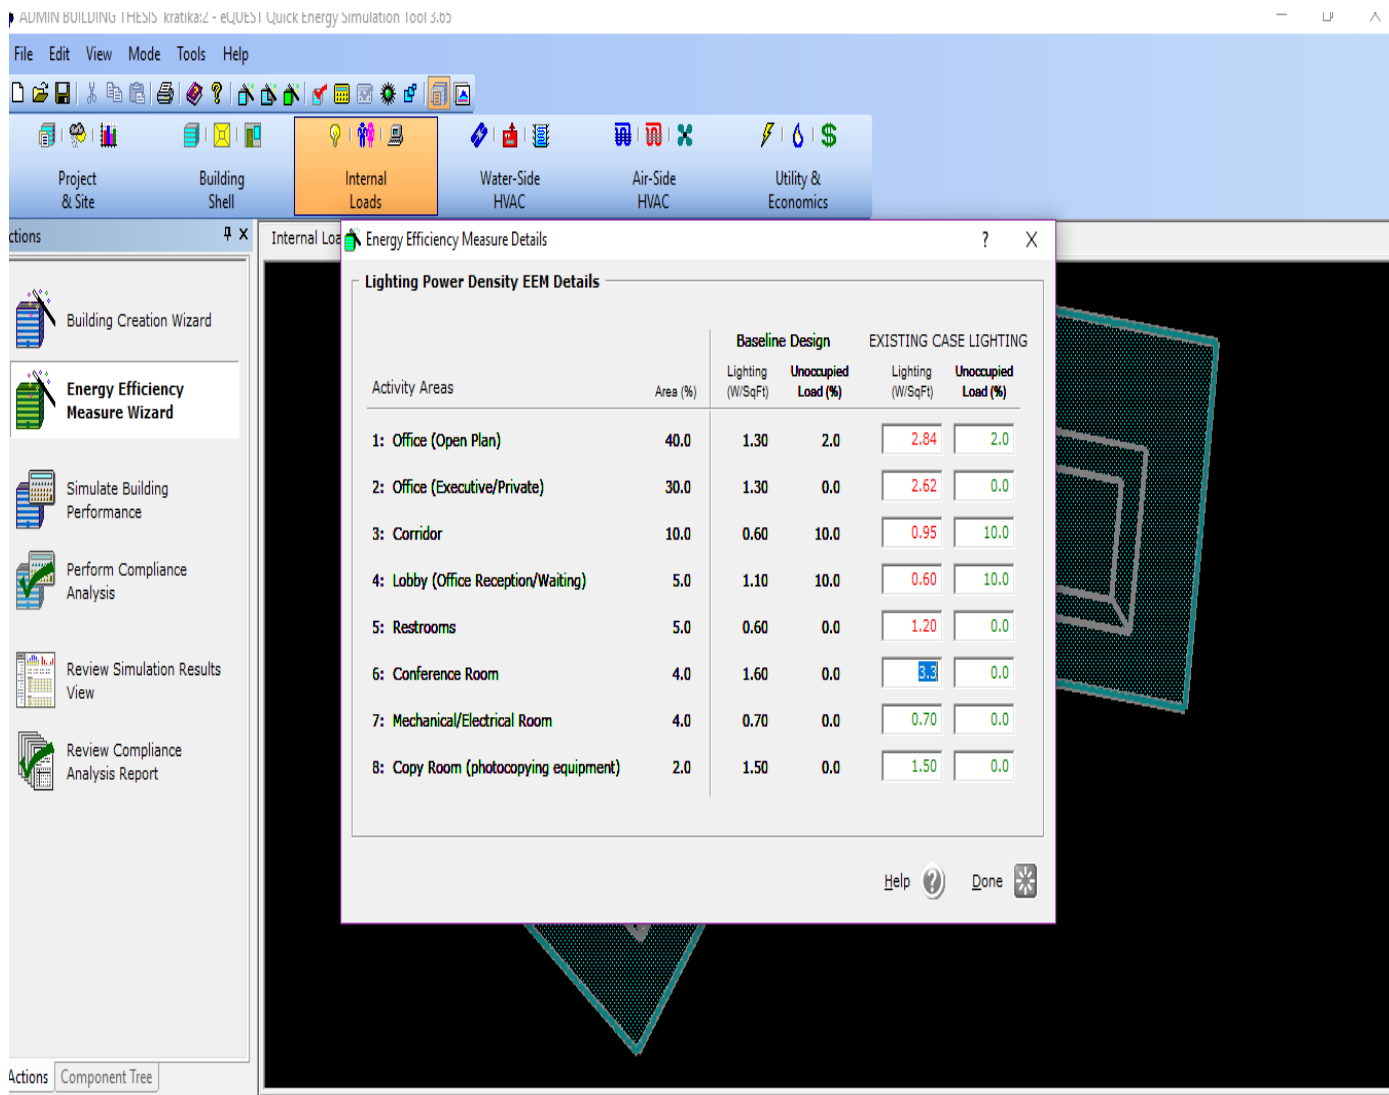 ADMIN BUILDING THESIS kratika:2 - eQUEST Quick Energy Simulation Tool 3.65
File Edit View Mode Tools Help
Project & Site
Building Shell
Internal Loads
Water-Side HVAC
Air-Side HVAC
Utility & Economics
ctions
Internal Loa
Building Creation Wizard
Energy Efficiency
Measure Wizard
Simulate Building
Performance
Perform Compliance
Analysis
Review Simulation Results
View
Review Compliance
Analysis Report
Actions Component Tree
Energy Efficiency Measure Details ? X
Lighting Power Density EEM Details
Baseline Design EXISTING CASE LIGHTING
Activity Areas Area (%) Lighting (W/SqFt) Unoccupied Load (%) Lighting (W/SqFt) Unoccupied Load (%)
1: Office (Open Plan) 40.0 1.30 2.0 2.84 2.0
2: Office (Executive/Private) 30.0 1.30 0.0 2.62 0.0
3: Corridor 10.0 0.60 10.0 0.95 10.0
4: Lobby (Office Reception/Waiting) 5.0 1.10 10.0 0.60 10.0
5: Restrooms 5.0 0.60 0.0 1.20 0.0
6: Conference Room 4.0 1.60 0.0 3.3 0.0
7: Mechanical/Electrical Room 4.0 0.70 0.0 0.70 0.0
8: Copy Room (photocopying equipment) 2.0 1.50 0.0 1.50 0.0
Help Done